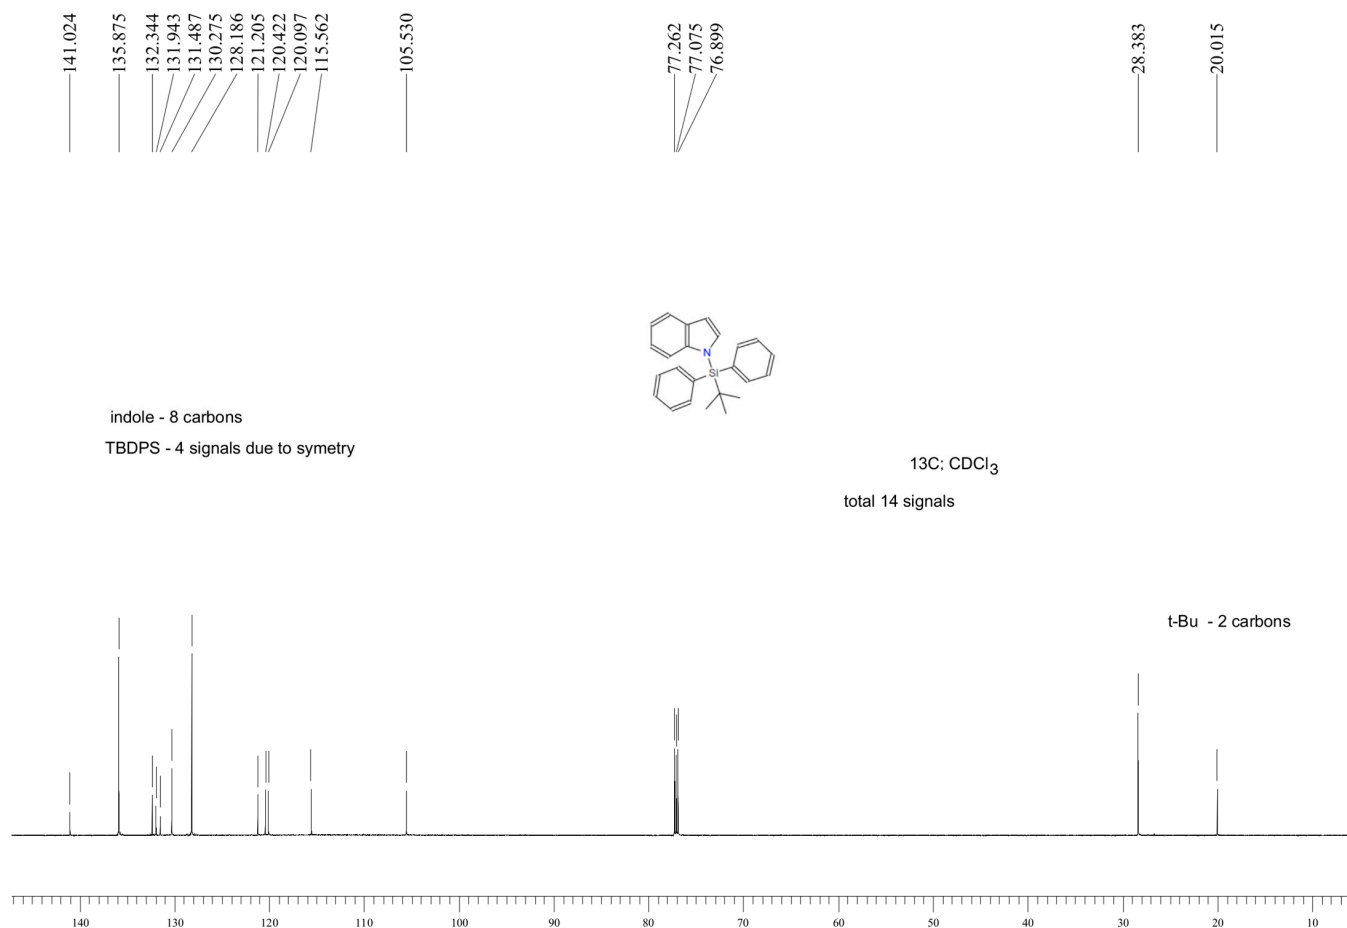 141.024
135.875
132.344
131.943
131.487
130.275
128.186
121.205
120.422
120.097
115.562
105.530
77.262
77.075
76.899
28.383
20.015
N
Si
indole - 8 carbons
TBDPS - 4 signals due to symetry
13C; CDCl3
total 14 signals
t-Bu - 2 carbons
140 130 120 110 100 90 80 70 60 50 40 30 20 10